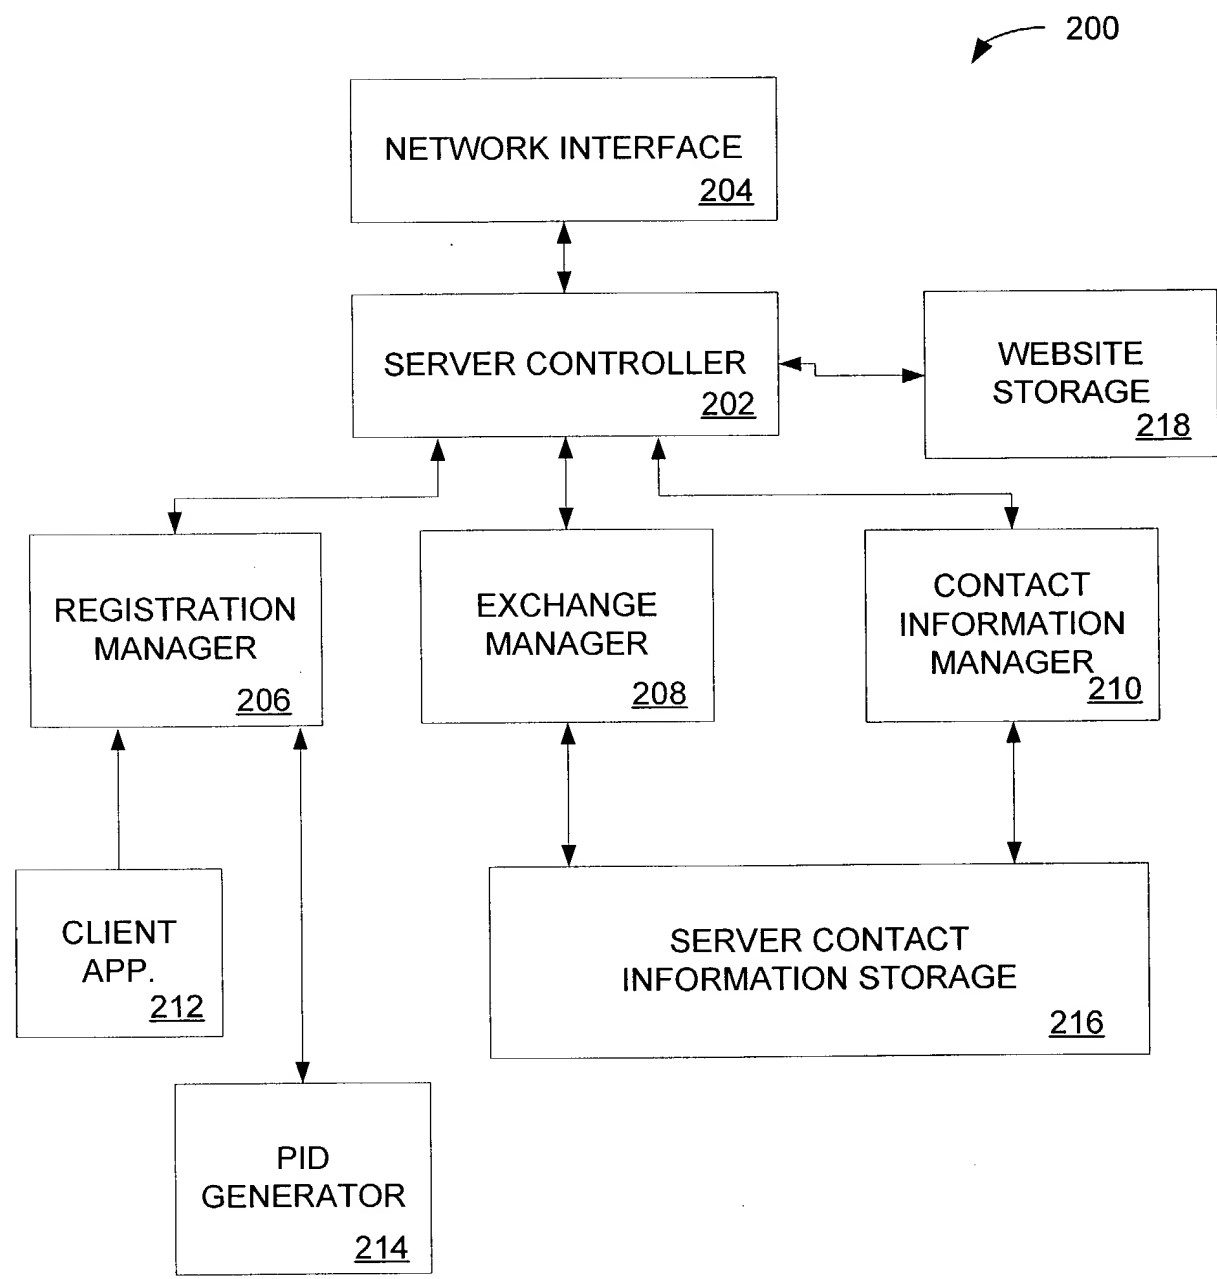 200
NETWORK INTERFACE
204
SERVER CONTROLLER
202
WEBSITE
STORAGE
218
REGISTRATION
MANAGER
206
EXCHANGE
MANAGER
208
CONTACT
INFORMATION
MANAGER
210
CLIENT
APP.
212
SERVER CONTACT
INFORMATION STORAGE
216
PID
GENERATOR
214